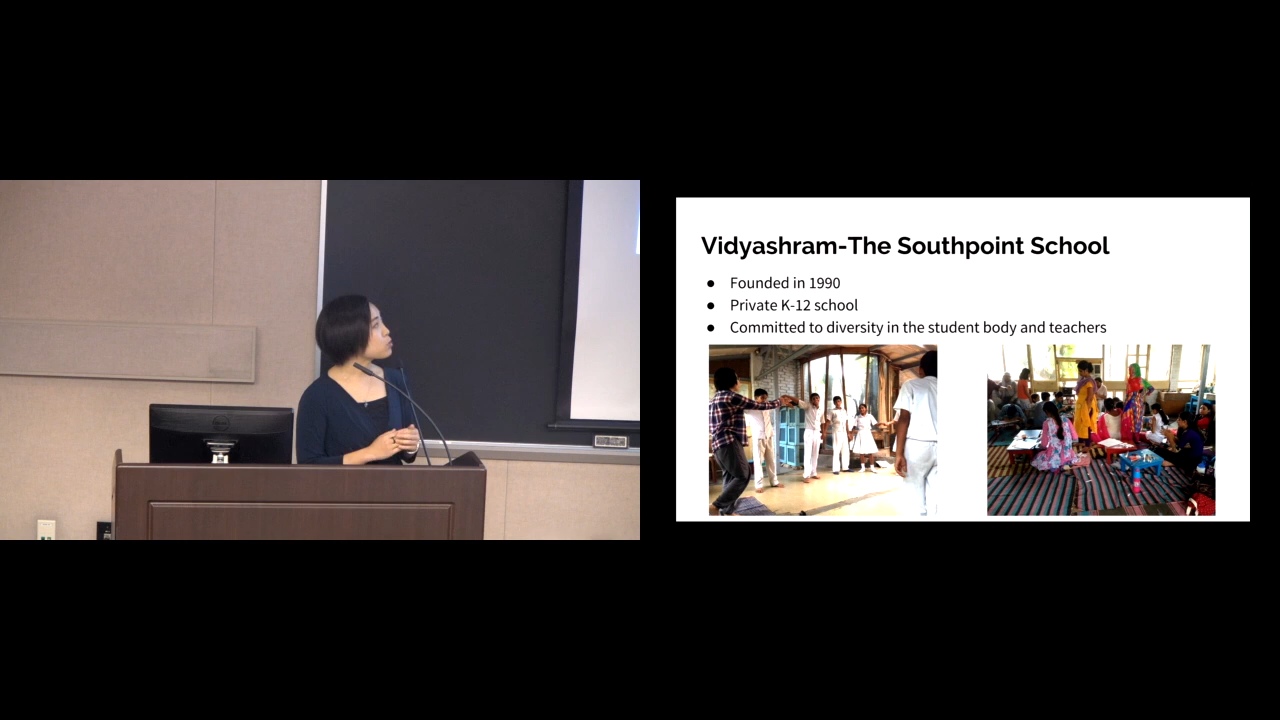 Vidyashram-The Southpoint School
● Founded in 1990
● Private K-12 school
● Committed to diversity in the student body and teachers